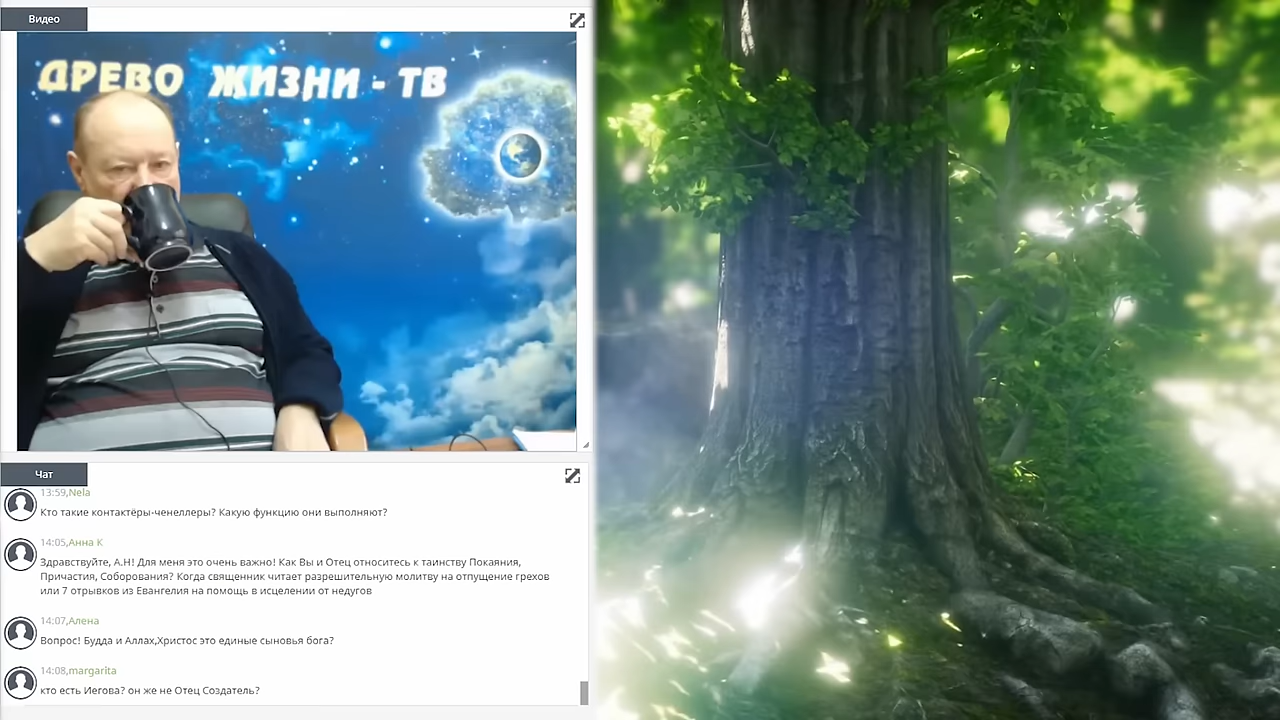 Видео
ДРЕВО ЖИЗНИ - ТВ
Чат
13:59,Nela
Кто такие контактёры-ченеллеры? Какую функцию они выполняют?
14:05,Анна К
Здравствуйте, А.Н! Для меня это очень важно! Как Вы и Отец относитесь к таинству Покаяния,
Причастия, Соборования? Когда священник читает разрешительную молитву на отпущение грехов
или 7 отрывков из Евангелия на помощь в исцелении от недугов
14:07,Алена
Вопрос! Будда и Аллах,Христос это единые сыновья бога?
14:08,margarita
кто есть Иегова? он же не Отец Создатель?